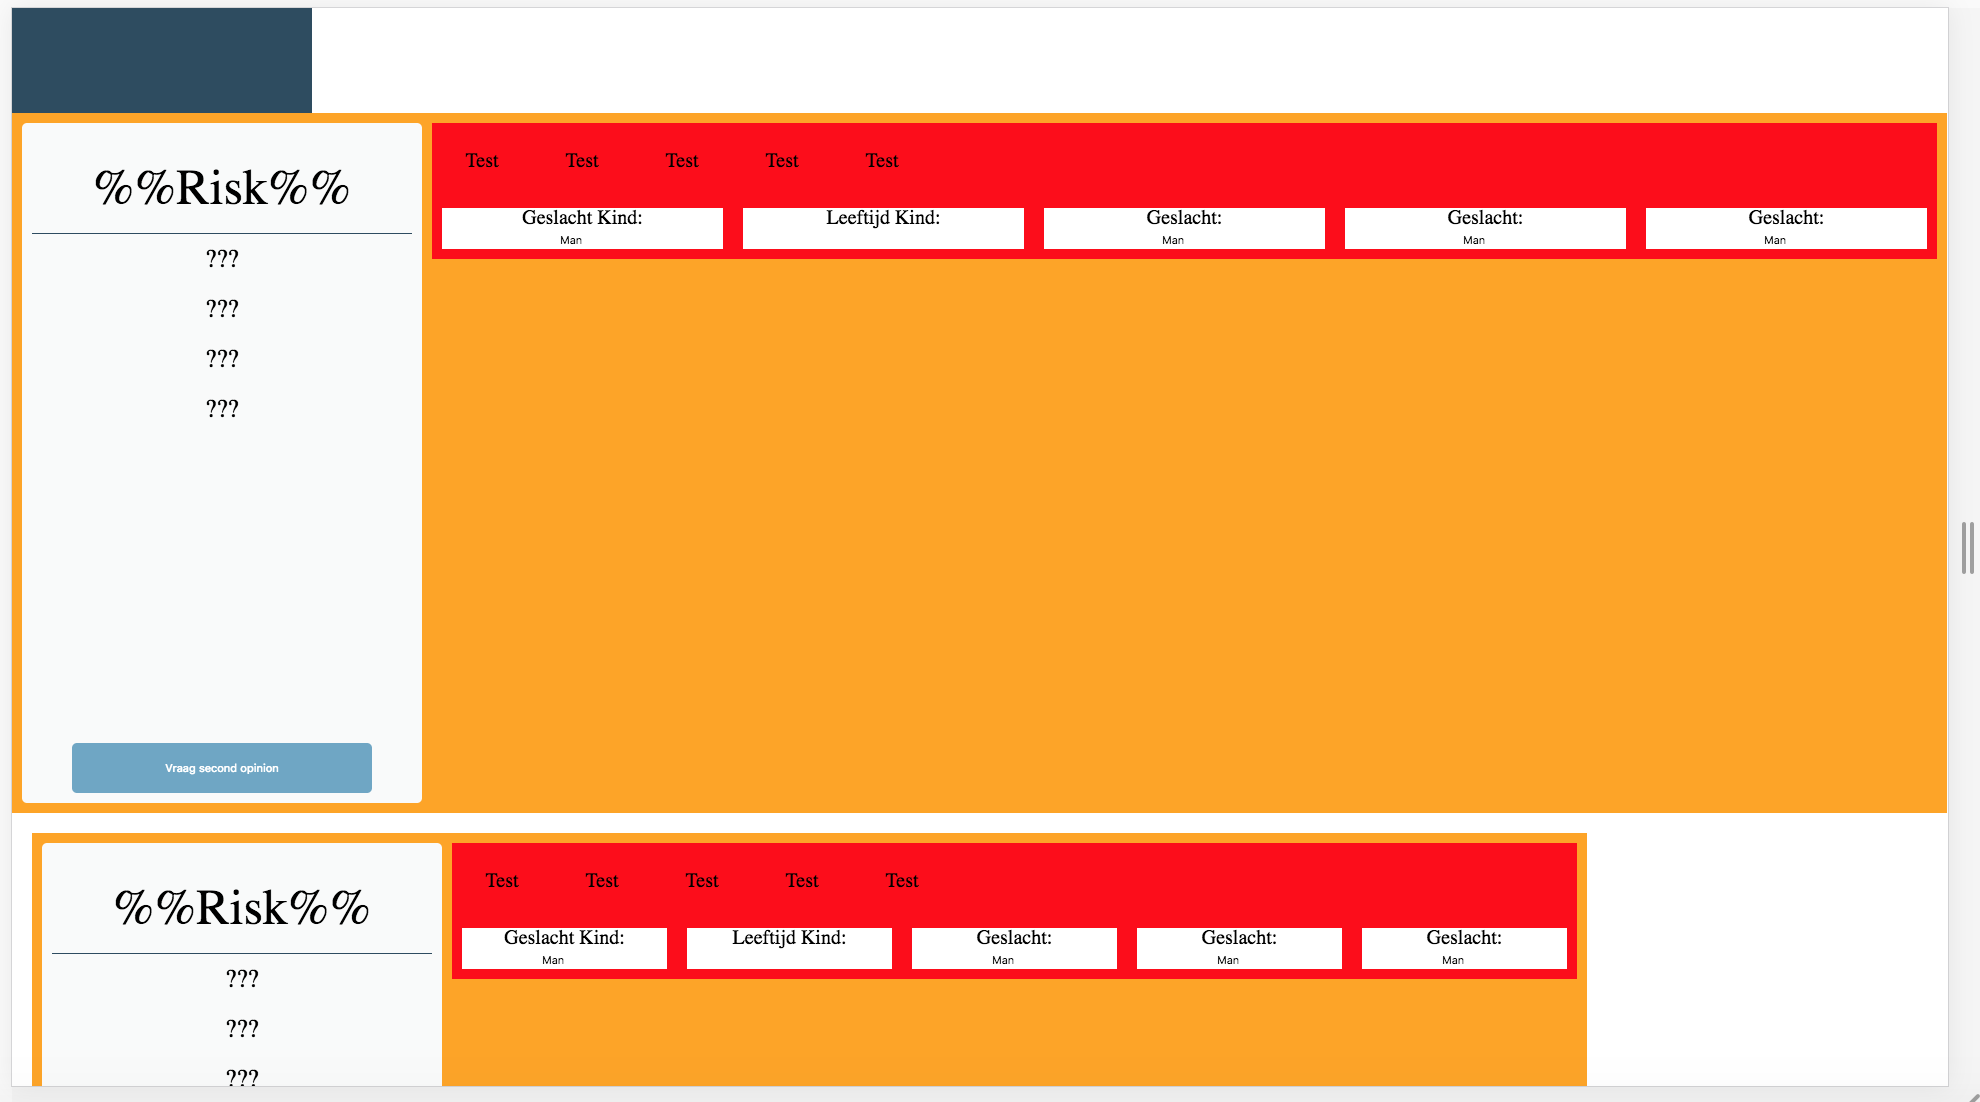 %%Risk%%
???
???
???
???
Vraag second opinion
Test Test Test Test Test
Geslacht Kind: Leeftijd Kind: Geslacht: Geslacht: Geslacht:
Man Man Man Man
%%Risk%%
???
???
???
Test Test Test Test Test
Geslacht Kind: Leeftijd Kind: Geslacht: Geslacht: Geslacht:
Man Man Man Man